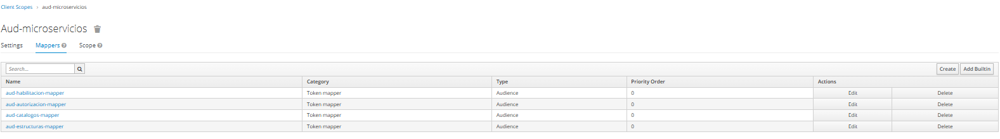 Client Scopes > aud-microservicios
Aud-microservicios
Settings Mappers Scope
Search...
Create Add Builtin
Name Category Type Priority Order Actions
aud-habilitacion-mapper Token mapper Audience 0 Edit Delete
aud-autorizacion-mapper Token mapper Audience 0 Edit Delete
aud-catalogos-mapper Token mapper Audience 0 Edit Delete
aud-estructuras-mapper Token mapper Audience 0 Edit Delete